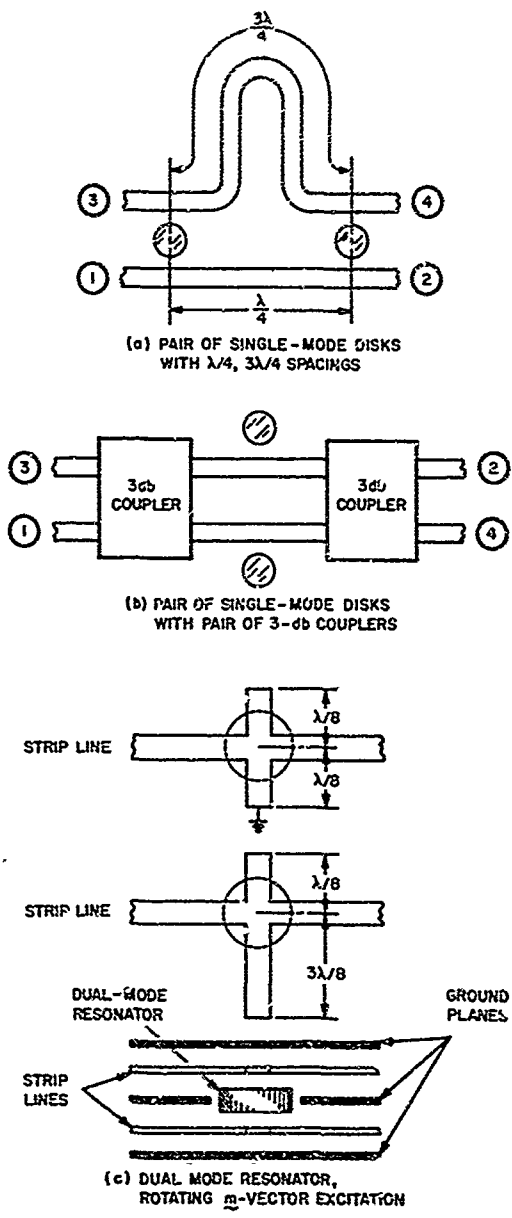 3λ/4
3
4
1
2
λ/4
(a) PAIR OF SINGLE-MODE DISKS
WITH λ/4, 3λ/4 SPACINGS
3
2
3db
COUPLER
3db
COUPLER
1
4
(b) PAIR OF SINGLE-MODE DISKS
WITH PAIR OF 3-db COUPLERS
λ/8
STRIP LINE
λ/8
λ/8
STRIP LINE
3λ/8
DUAL-MODE
RESONATOR
GROUND
PLANES
STRIP
LINES
(c) DUAL MODE RESONATOR,
ROTATING m-VECTOR EXCITATION